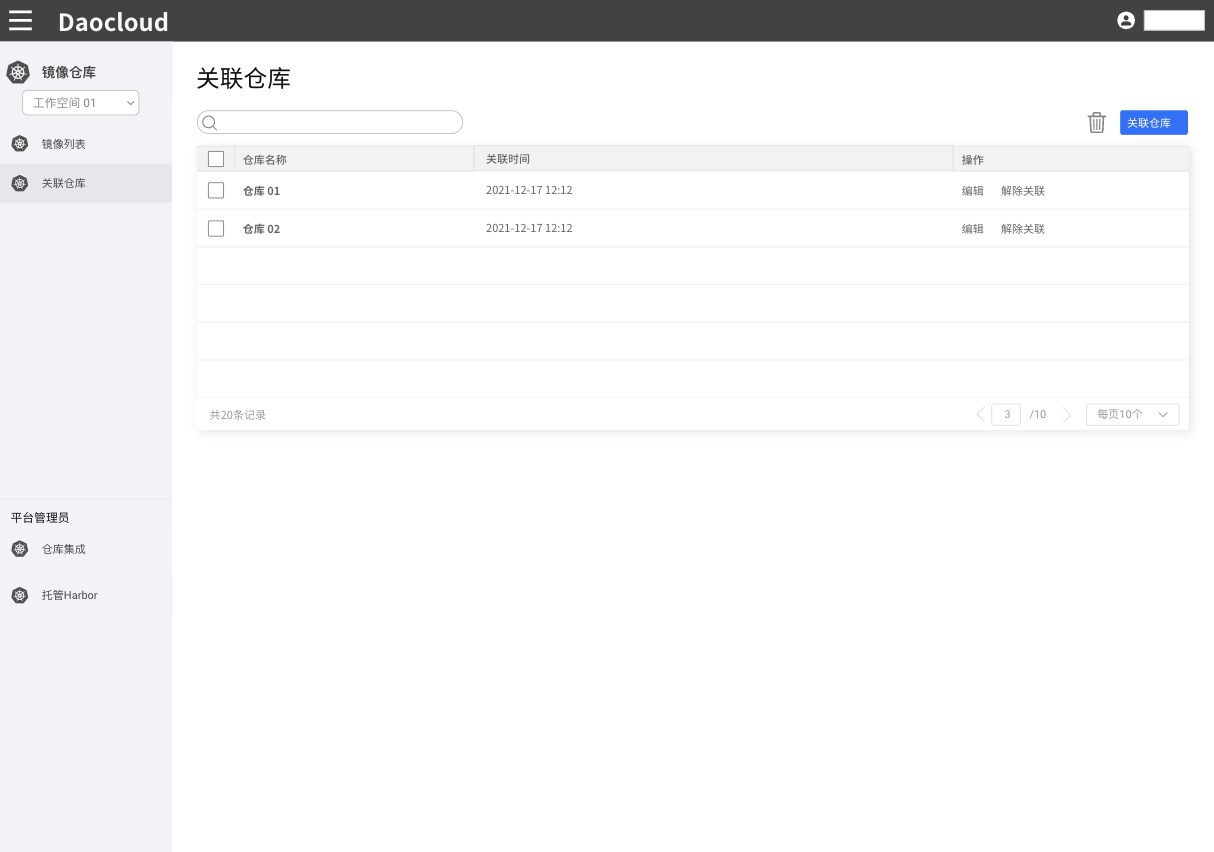 Daocloud
镜像仓库
工作空间 01
镜像列表
关联仓库
平台管理员
仓库集成
托管Harbor
关联仓库
关联仓库
仓库名称 关联时间 操作
仓库 01 2021-12-17 12:12 编辑 解除关联
仓库 02 2021-12-17 12:12 编辑 解除关联
共20条记录 3 /10 每页10个